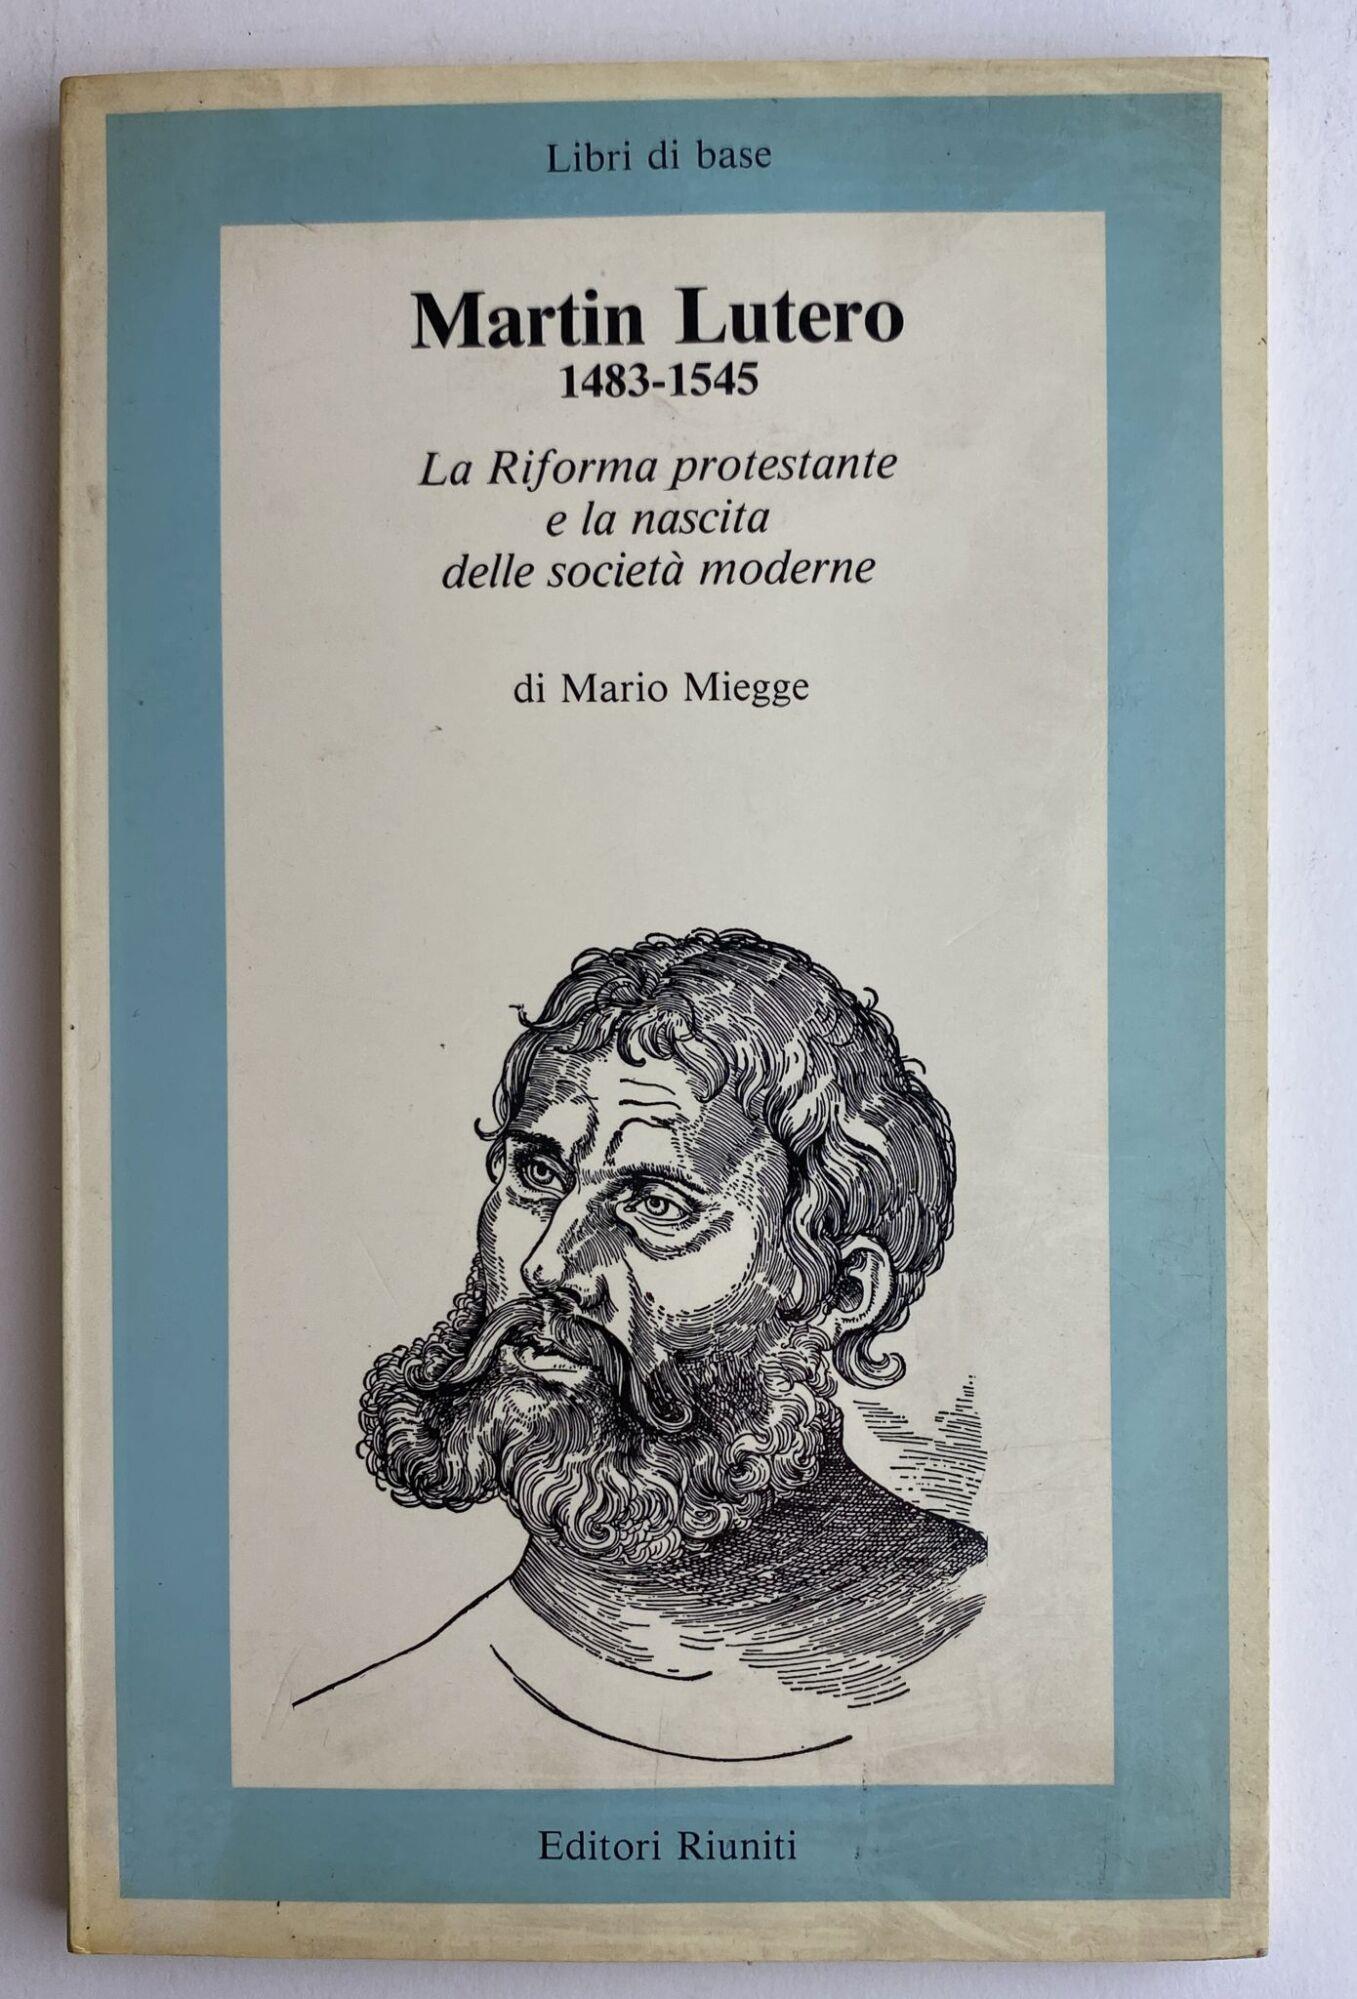 Libri di base
Martin Lutero
1483-1545
La Riforma protestante
e la nascita
delle società moderne
di Mario Miegge
Editori Riuniti